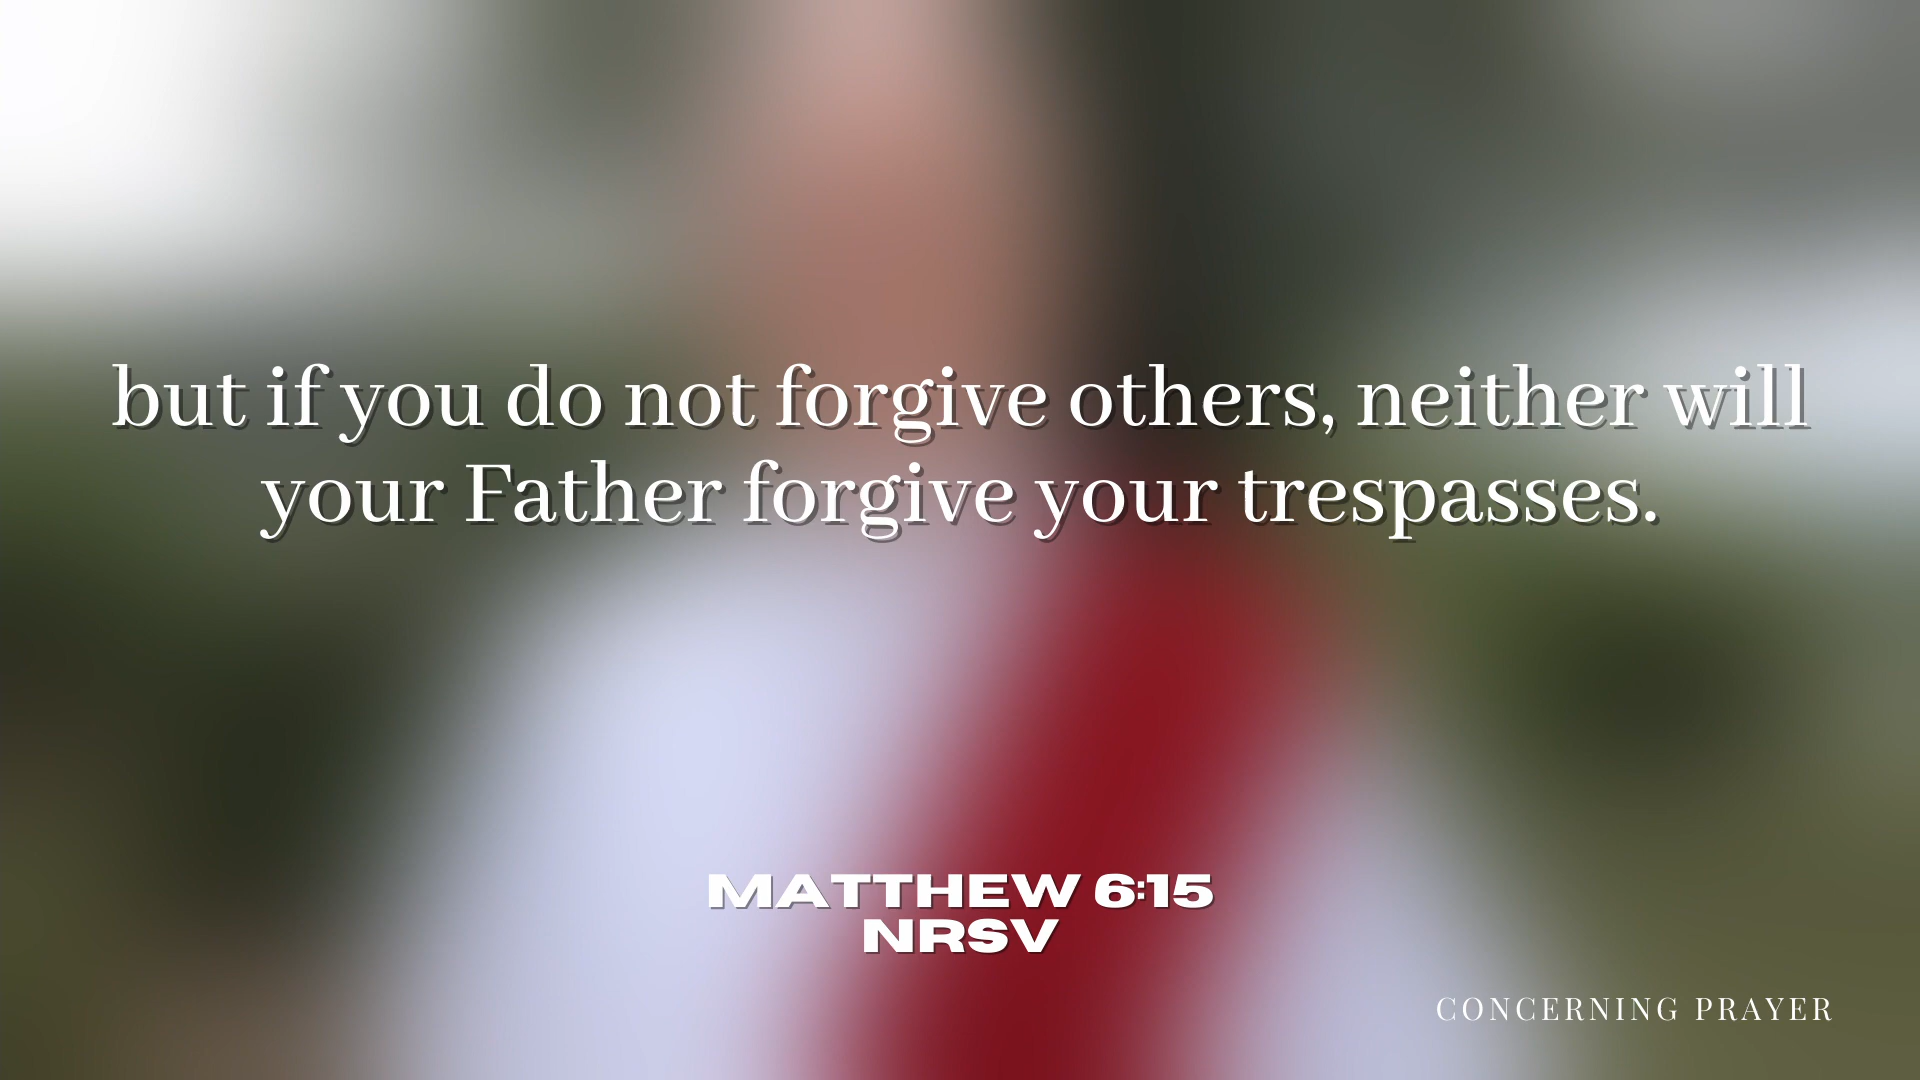 but if you do not forgive others, neither will
your Father forgive your trespasses.
MATTHEW 6:15
NRSV
CONCERNING PRAYER